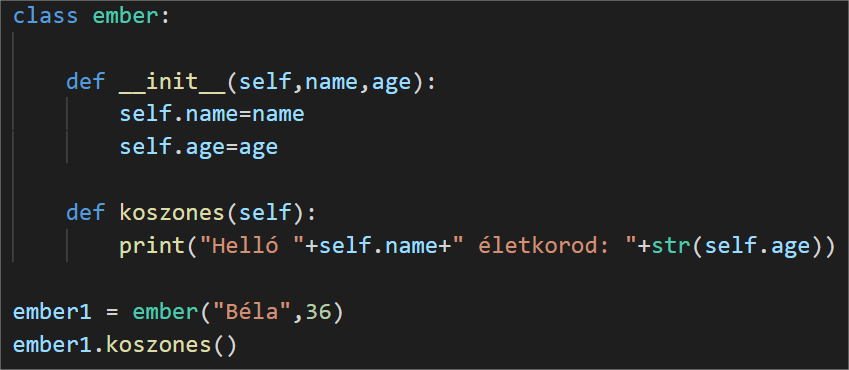 class ember:
def __init__(self,name,age):
self.name=name
self.age=age
def koszones(self):
print("Helló "+self.name+" életkorod: "+str(self.age))
ember1 = ember("Béla",36)
ember1.koszones()